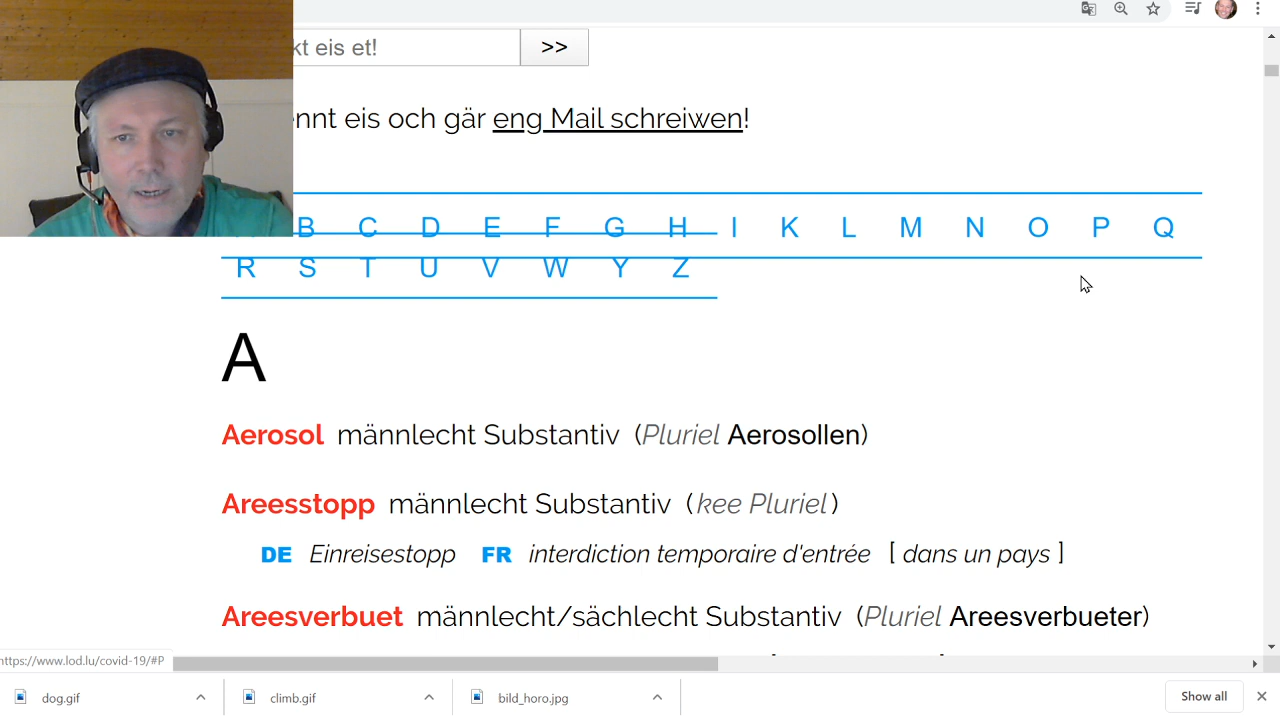 kt eis et! >>
nnt eis och gär eng Mail schreiwen!
B C D E F G H I K L M N O P Q
R S T U V W Y Z
A
Aerosol männlecht Substantiv (Pluriel Aerosollen)
Areesstopp männlecht Substantiv (kee Pluriel)
DE Einreisestopp FR interdiction temporaire d'entrée [ dans un pays ]
Areesverbuet männlecht/sächlecht Substantiv (Pluriel Areesverbueter)
https://www.lod.lu/covid-19/#P
dog.gif climb.gif bild_horo.jpg Show all